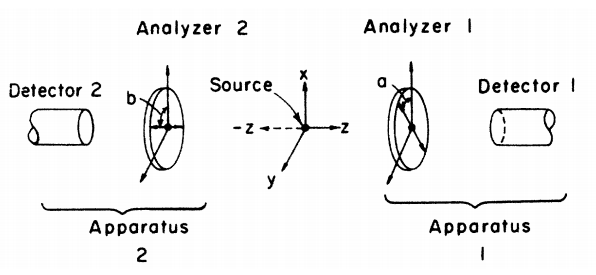 Analyzer 2
Analyzer 1
Detector 2
b
Source
x
a
Detector 1
-z
z
y
Apparatus
2
Apparatus
1